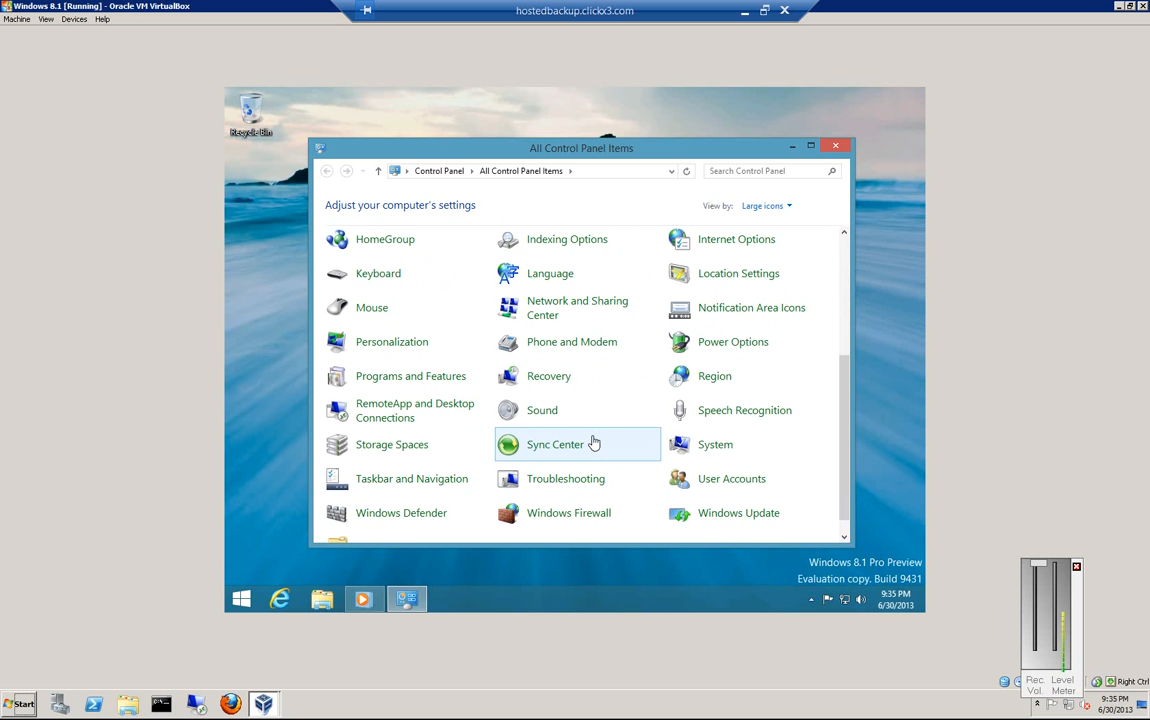 Windows 8.1 [Running] - Oracle VM VirtualBox
hostedbackup.clickx3.com
Machine View Devices Help
Recycle Bin
All Control Panel Items
Control Panel All Control Panel Items
Search Control Panel
Adjust your computer's settings
View by: Large icons
HomeGroup
Indexing Options
Internet Options
Keyboard
Language
Location Settings
Mouse
Network and Sharing
Center
Notification Area Icons
Personalization
Phone and Modem
Power Options
Programs and Features
Recovery
Region
RemoteApp and Desktop
Connections
Sound
Speech Recognition
Storage Spaces
Sync Center
System
Taskbar and Navigation
Troubleshooting
User Accounts
Windows Defender
Windows Firewall
Windows Update
Windows 8.1 Pro Preview
Evaluation copy. Build 9431
9:35 PM
6/30/2013
Rec. Level
Vol. Meter
Right Ctrl
Start
9:35 PM
6/30/2013